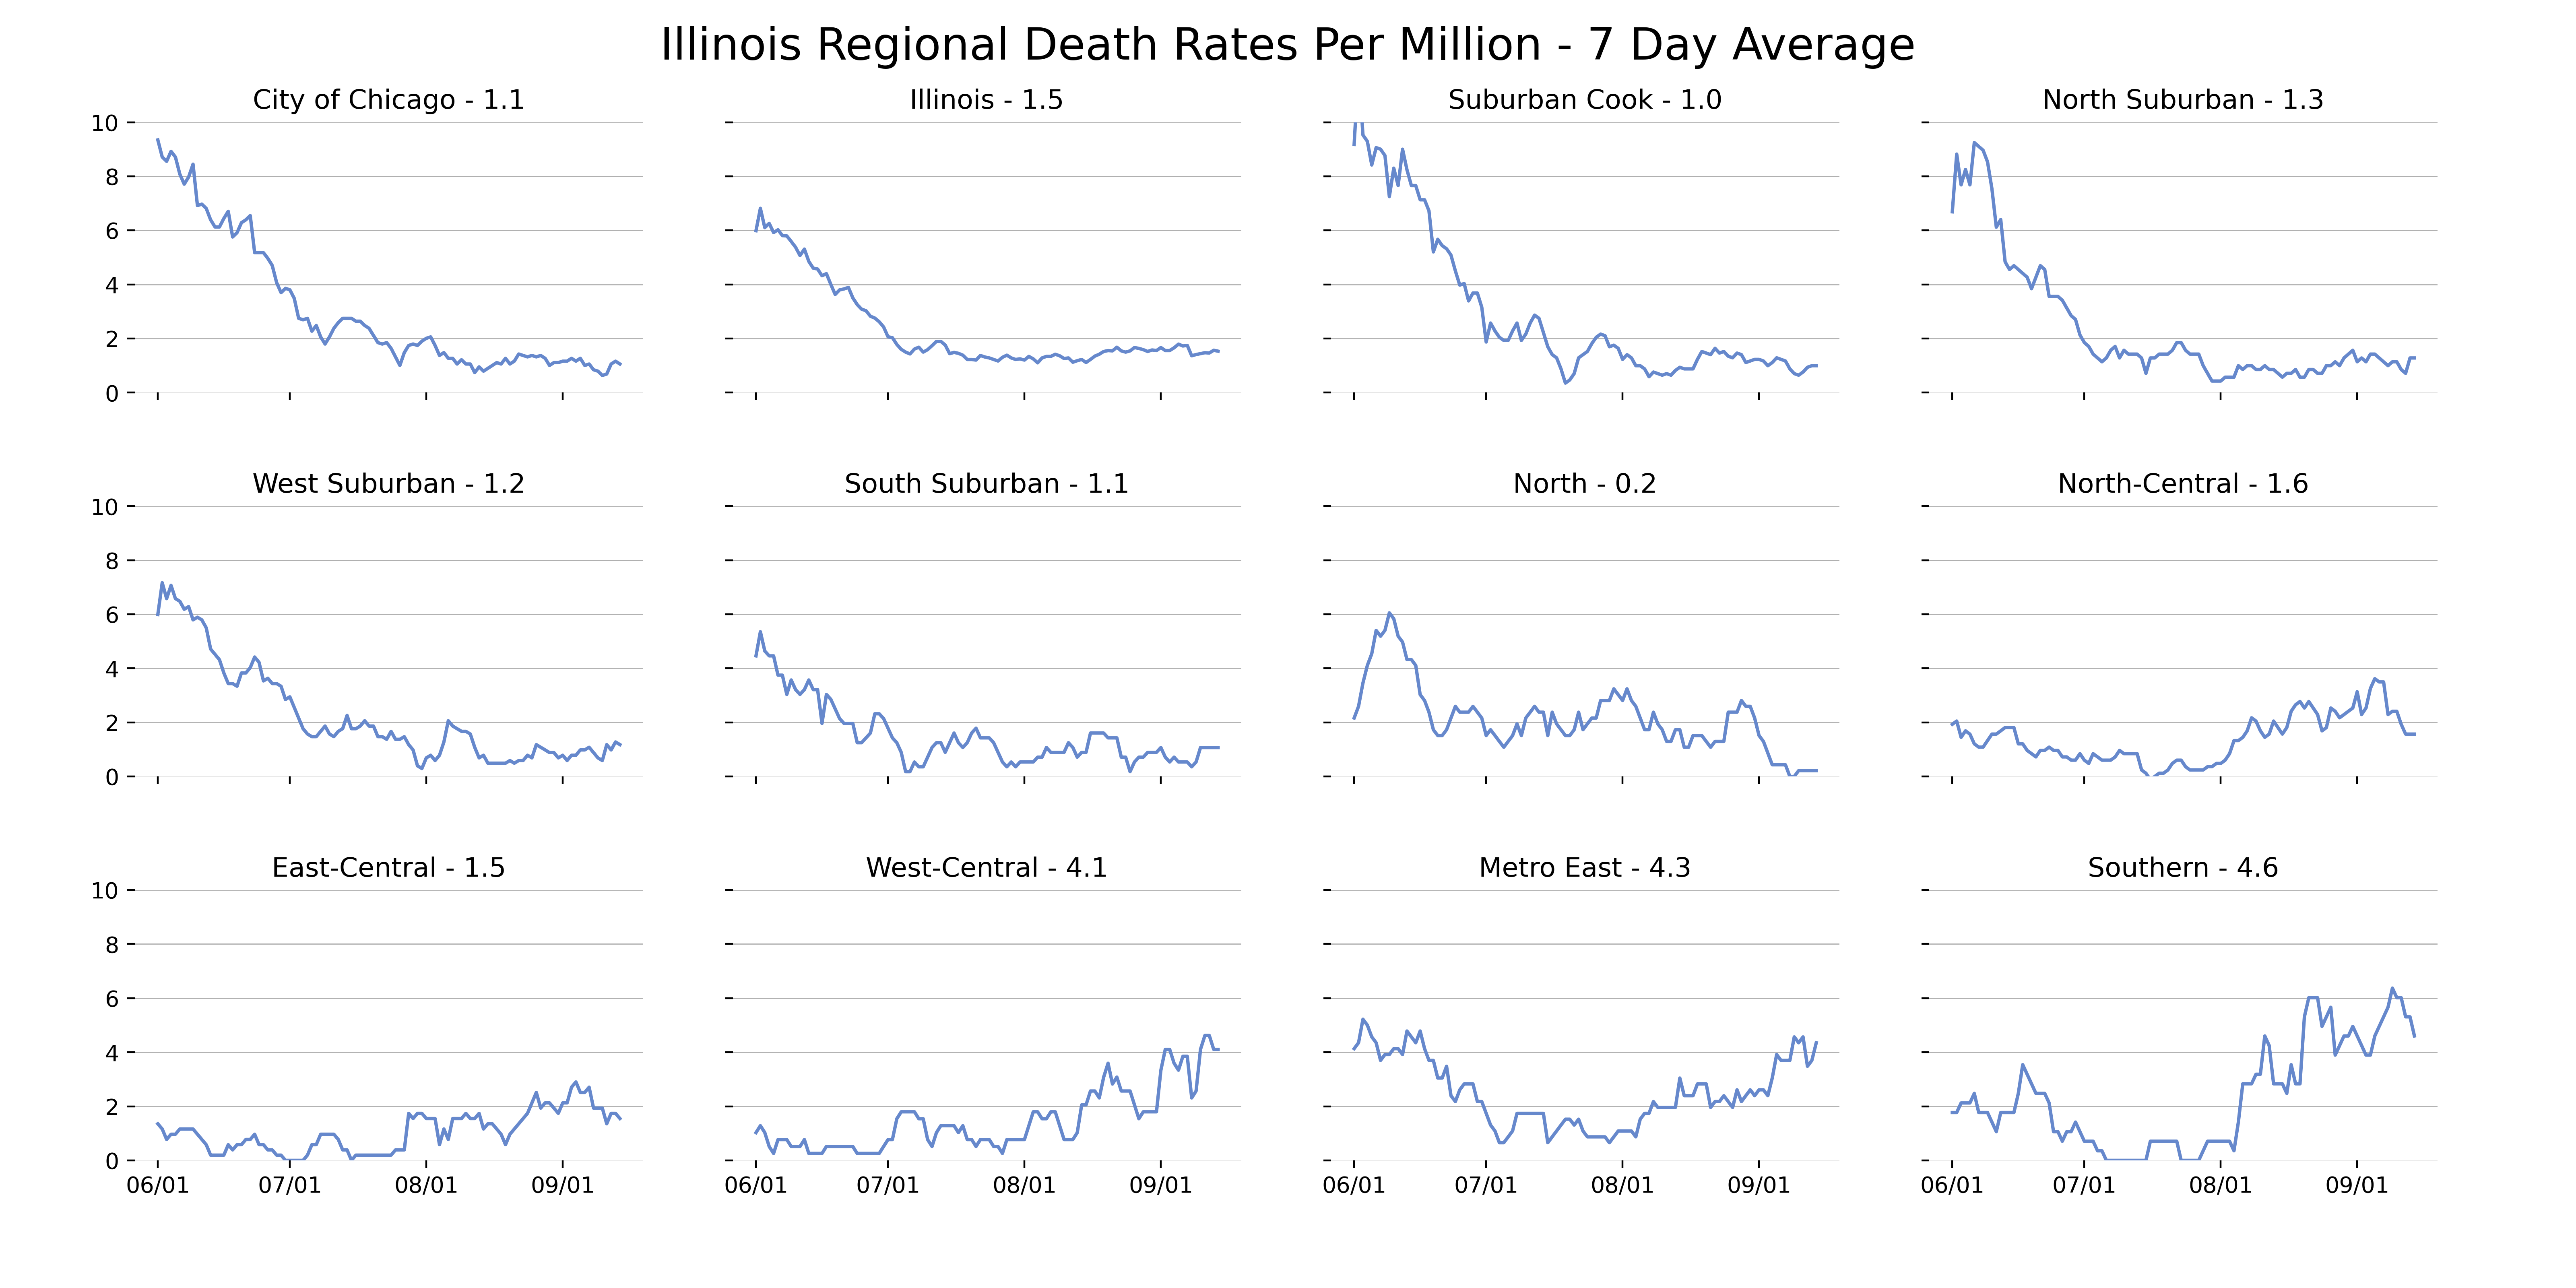 Illinois Regional Death Rates Per Million - 7 Day Average
City of Chicago - 1.1
Illinois - 1.5
Suburban Cook - 1.0
North Suburban - 1.3
10
8
6
4
2
0
West Suburban - 1.2
South Suburban - 1.1
North - 0.2
North-Central - 1.6
10
8
6
4
2
0
East-Central - 1.5
West-Central - 4.1
Metro East - 4.3
Southern - 4.6
10
8
6
4
2
0
06/01 07/01 08/01 09/01
06/01 07/01 08/01 09/01
06/01 07/01 08/01 09/01
06/01 07/01 08/01 09/01